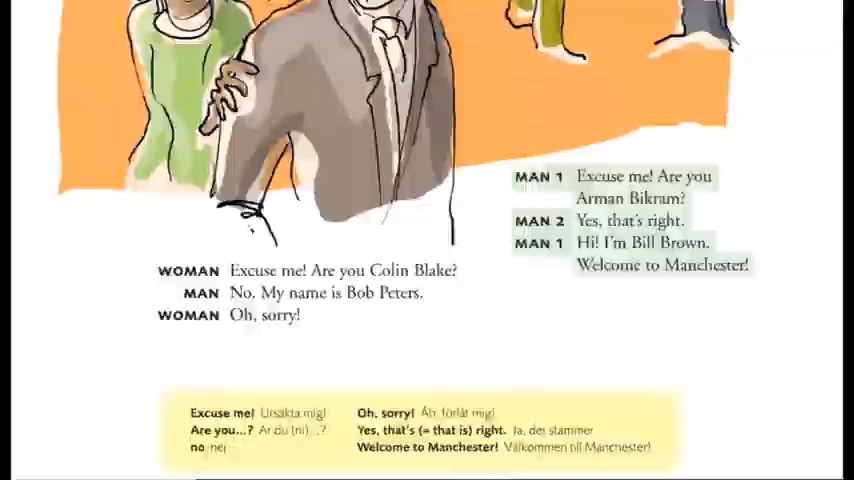 MAN 1 Excuse me! Are you
Arman Bikram?
MAN 2 Yes, that's right.
MAN 1 Hi! I'm Bill Brown.
Welcome to Manchester!
WOMAN Excuse me! Are you Colin Blake?
MAN No. My name is Bob Peters.
WOMAN Oh, sorry!
Excuse me! Ursäkta mig!
Are you...? Är du (ni)...?
no nej
Oh, sorry! Åh, förlåt mig!
Yes, that's (= that is) right. Ja, det stämmer
Welcome to Manchester! Välkommen till Manchester!